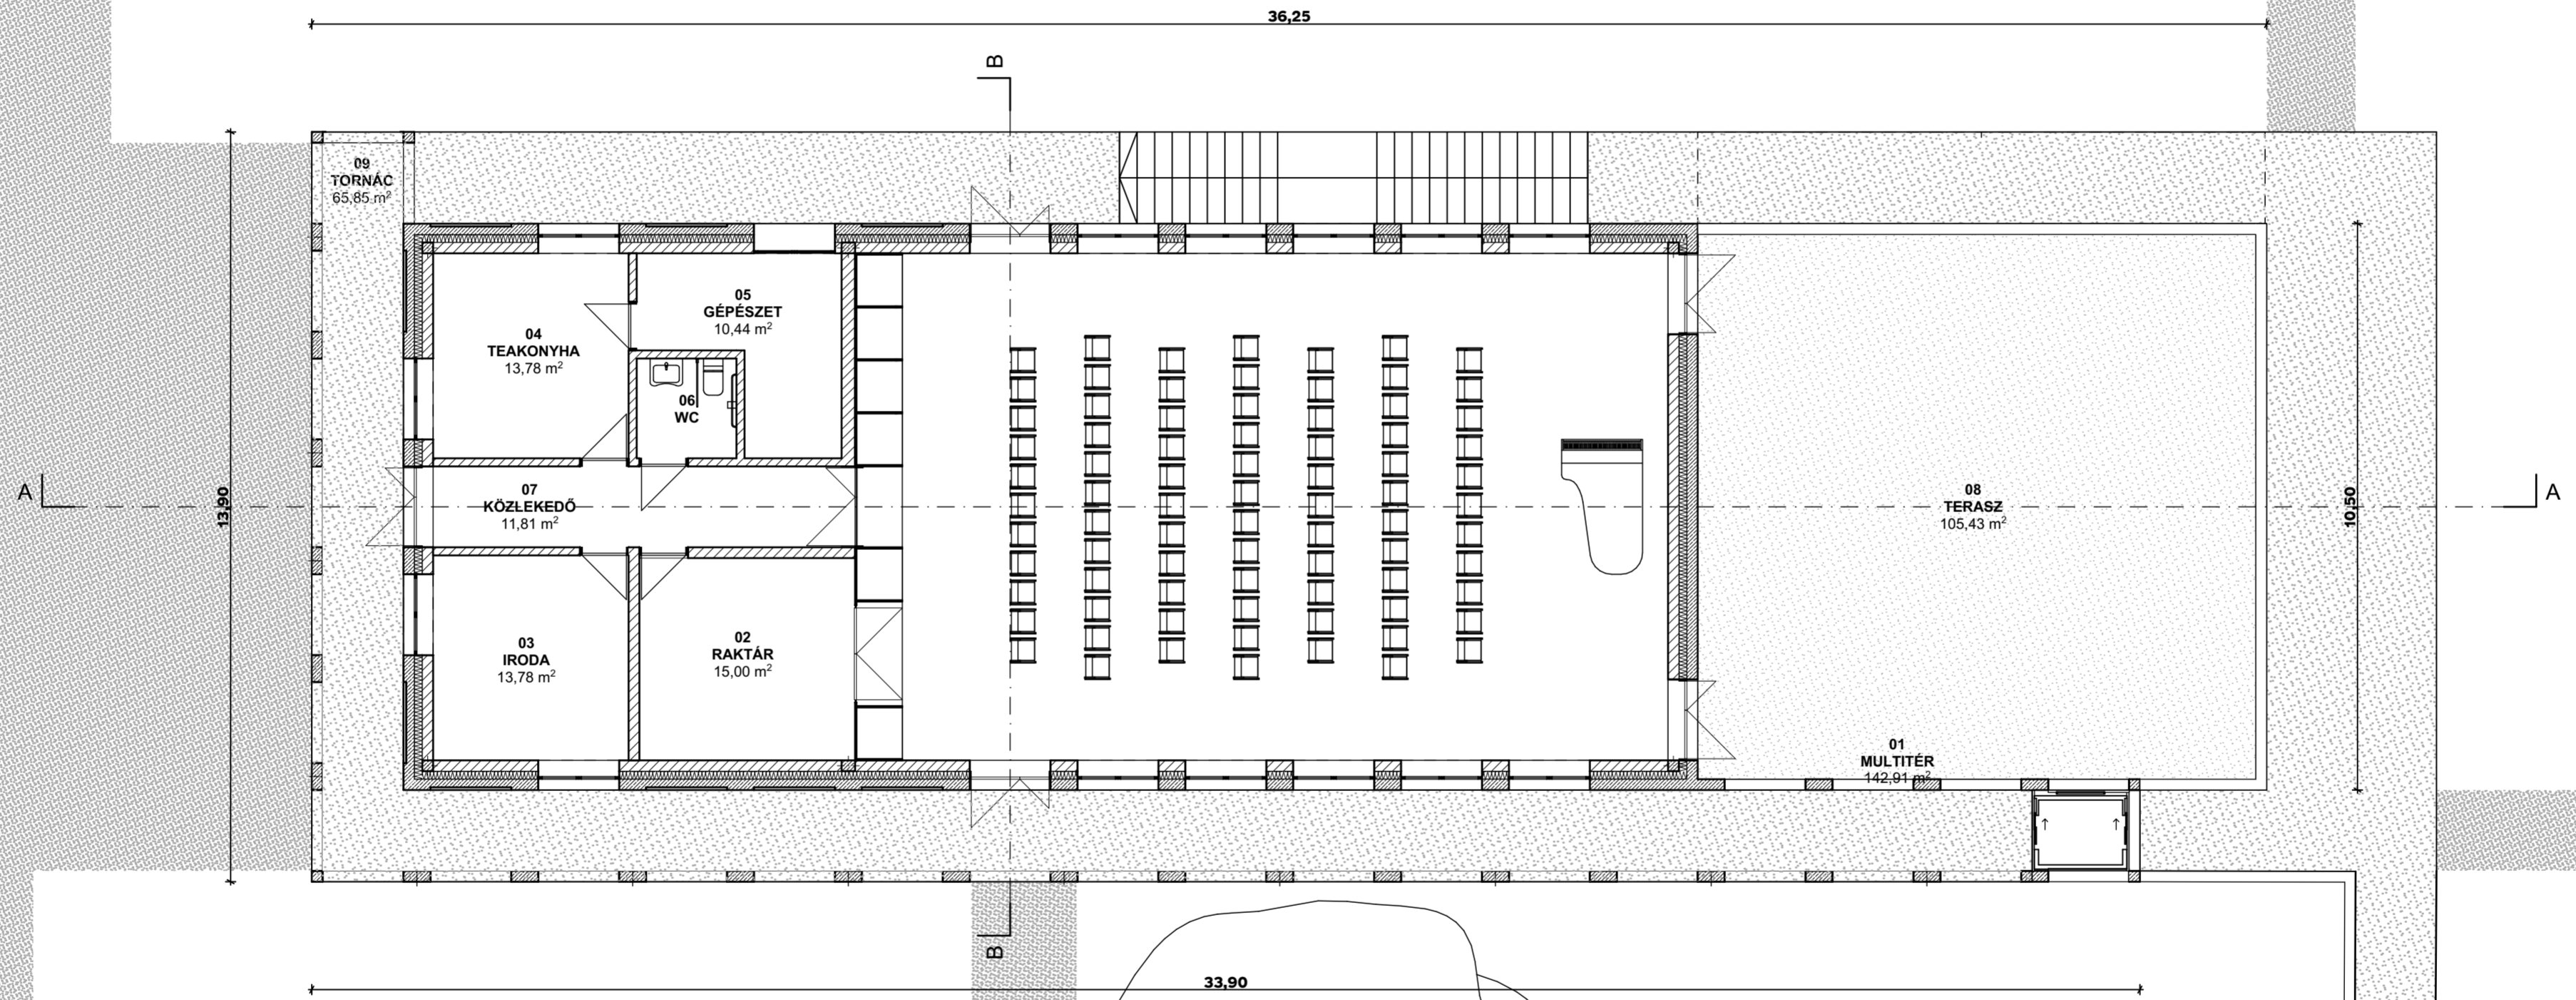 36,25
B
09
TORNÁC
65,85 m²
05
GÉPÉSZET
10,44 m²
04
TEAKONYHA
13,78 m²
06
WC
A
13,90
07
KÖZLEKEDŐ
11,81 m²
08
TERASZ
105,43 m²
10,50
A
03
IRODA
13,78 m²
02
RAKTÁR
15,00 m²
01
MULTITÉR
142,91 m²
B
33,90